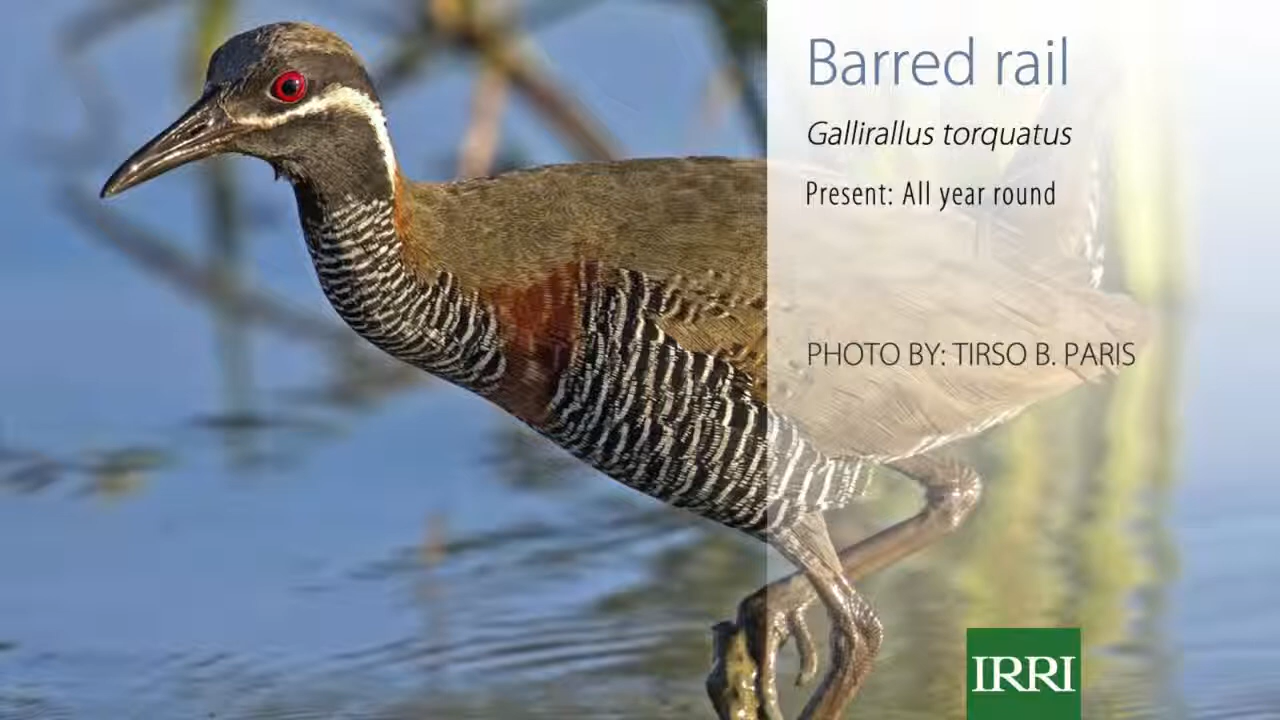 Barred rail
Gallirallus torquatus
Present: All year round
PHOTO BY: TIRSO B. PARIS
IRRI